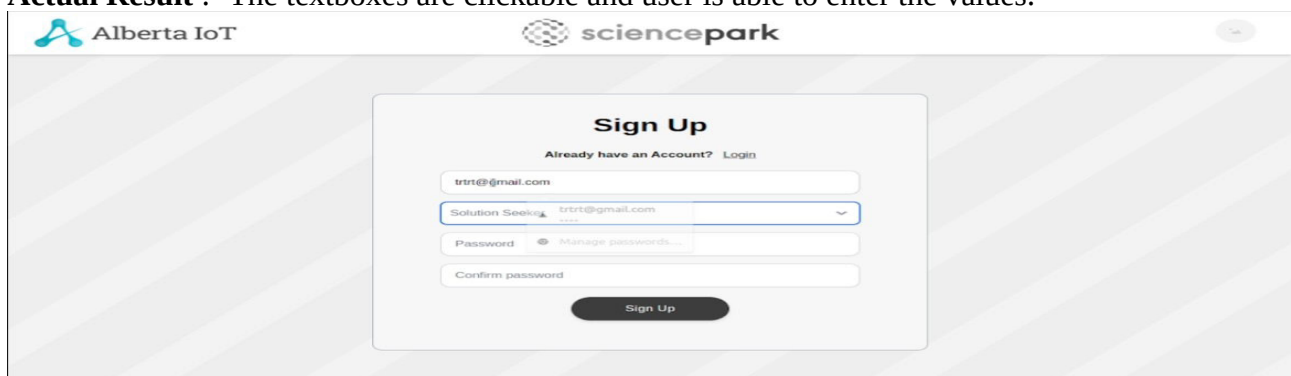 Actual Result : The textboxes are clickable and user is able to enter the values.
Alberta IoT
sciencepark
Sign Up
Already have an Account? Login
trtrt@gmail.com
Solution Seeker
trtrt@gmail.com
....
Password
Manage passwords...
Confirm password
Sign Up